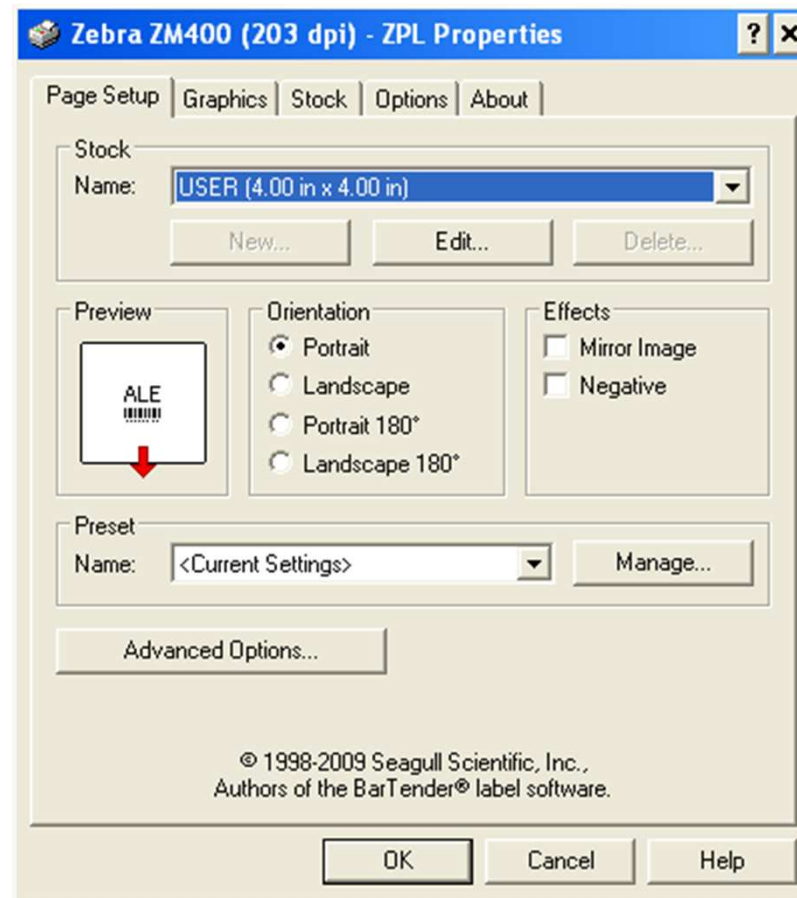 Zebra ZM400 (203 dpi) - ZPL Properties
Page Setup Graphics Stock Options About
Stock
Name: USER (4.00 in x 4.00 in)
New... Edit... Delete...
Preview Orientation Effects
ALE
Portrait
Landscape
Portrait 180°
Landscape 180°
Mirror Image
Negative
Preset
Name: <Current Settings> Manage...
Advanced Options...
© 1998-2009 Seagull Scientific, Inc.,
Authors of the BarTender® label software.
OK Cancel Help